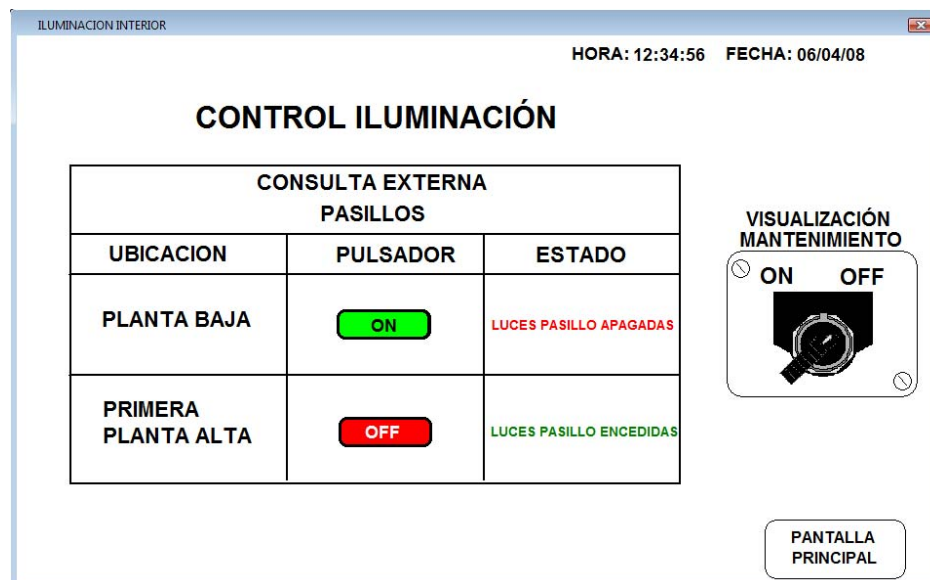 ILUMINACION INTERIOR
HORA: 12:34:56 FECHA: 06/04/08
CONTROL ILUMINACIÓN
CONSULTA EXTERNA
PASILLOS
UBICACION PULSADOR ESTADO
PLANTA BAJA ON LUCES PASILLO APAGADAS
PRIMERA
PLANTA ALTA OFF LUCES PASILLO ENCEDIDAS
VISUALIZACIÓN
MANTENIMIENTO
ON OFF
PANTALLA
PRINCIPAL